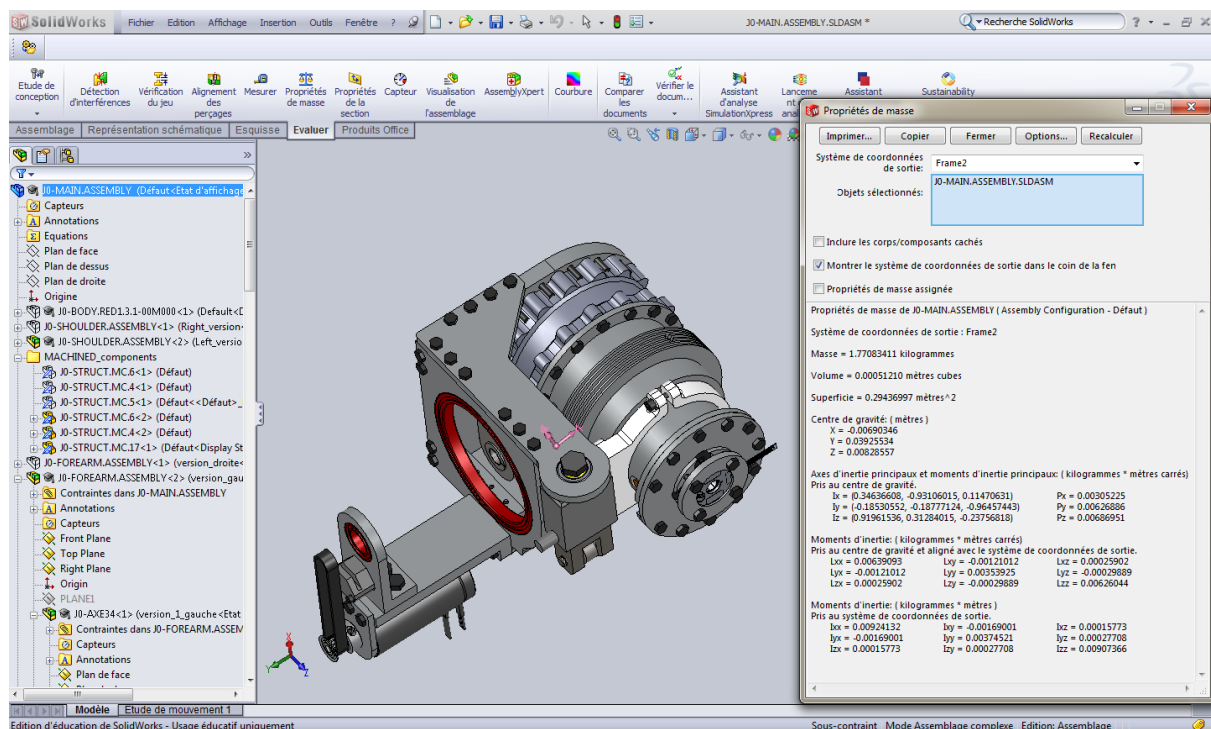 SolidWorks Fichier Edition Affichage Insertion Outils Fenêtre ? J0-MAIN.ASSEMBLY.SLDASM * Recherche SolidWorks ?
Etude de conception
Détection d'interférences
Vérification du jeu
Alignement des perçages
Mesurer
Propriétés de masse
Propriétés de la section
Capteur
Visualisation de l'assemblage
AssemblyXpert
Courbure
Comparer les documents
Vérifier le docum...
Assistant d'analyse SimulationXpress
Lanceme nt anal
Assistant
Sustainability
Assemblage Représentation schématique Esquisse Evaluer Produits Office
J0-MAIN.ASSEMBLY (Défaut<Etat d'affichage
Capteurs
Annotations
Equations
Plan de face
Plan de dessus
Plan de droite
Origine
J0-BODY.RED1.3.1-00M000<1> (Default<D
J0-SHOULDER.ASSEMBLY<1> (Right_version
J0-SHOULDER.ASSEMBLY<2> (Left_versio
MACHINED_components
J0-STRUCT.MC.6<1> (Défaut)
J0-STRUCT.MC.4<1> (Défaut)
J0-STRUCT.MC.5<1> (Défaut<<Défaut>_
J0-STRUCT.MC.6<2> (Défaut)
J0-STRUCT.MC.4<2> (Défaut)
J0-STRUCT.MC.17<1> (Défaut<Display St
J0-FOREARM.ASSEMBLY<1> (version_droite<
J0-FOREARM.ASSEMBLY<2> (version_gau
Contraintes dans J0-MAIN.ASSEMBLY
Annotations
Capteurs
Front Plane
Top Plane
Right Plane
Origin
PLANE1
J0-AXE34<1> (version_1_gauche<Etat
Contraintes dans J0-FOREARM.ASSEM
Capteurs
Annotations
Plan de face
X
Y
Z
Propriétés de masse
Imprimer... Copier Fermer Options... Recalculer
Système de coordonnées de sortie: Frame2
Objets sélectionnés: J0-MAIN.ASSEMBLY.SLDASM
Inclure les corps/composants cachés
Montrer le système de coordonnées de sortie dans le coin de la fen
Propriétés de masse assignée
Propriétés de masse de J0-MAIN.ASSEMBLY ( Assembly Configuration - Défaut )
Système de coordonnées de sortie : Frame2
Masse = 1.77083411 kilogrammes
Volume = 0.00051210 mètres cubes
Superficie = 0.29436997 mètres^2
Centre de gravité: ( mètres )
X = -0.00690346
Y = 0.03925534
Z = 0.00828557
Axes d'inertie principaux et moments d'inertie principaux: ( kilogrammes * mètres carrés)
Pris au centre de gravité.
Ix = (0.34636608, -0.93106015, 0.11470631) Px = 0.00305225
Iy = (-0.18530552, -0.18777124, -0.96457443) Py = 0.00626886
Iz = (0.91961536, 0.31284015, -0.23756818) Pz = 0.00686951
Moments d'inertie: ( kilogrammes * mètres carrés)
Pris au centre de gravité et aligné avec le système de coordonnées de sortie.
Lxx = 0.00639093 Lxy = -0.00121012 Lxz = 0.00025902
Lyx = -0.00121012 Lyy = 0.00353925 Lyz = -0.00029889
Lzx = 0.00025902 Lzy = -0.00029889 Lzz = 0.00626044
Moments d'inertie: ( kilogrammes * mètres )
Pris au système de coordonnées de sortie.
Ixx = 0.00924132 Ixy = -0.00169001 Ixz = 0.00015773
Iyx = -0.00169001 Iyy = 0.00374521 Iyz = 0.00027708
Izx = 0.00015773 Izy = 0.00027708 Izz = 0.00907366
Modèle Etude de mouvement 1
Edition d'éducation de SolidWorks - Usage éducatif uniquement Sous-contraint Mode Assemblage complexe Edition: Assemblage